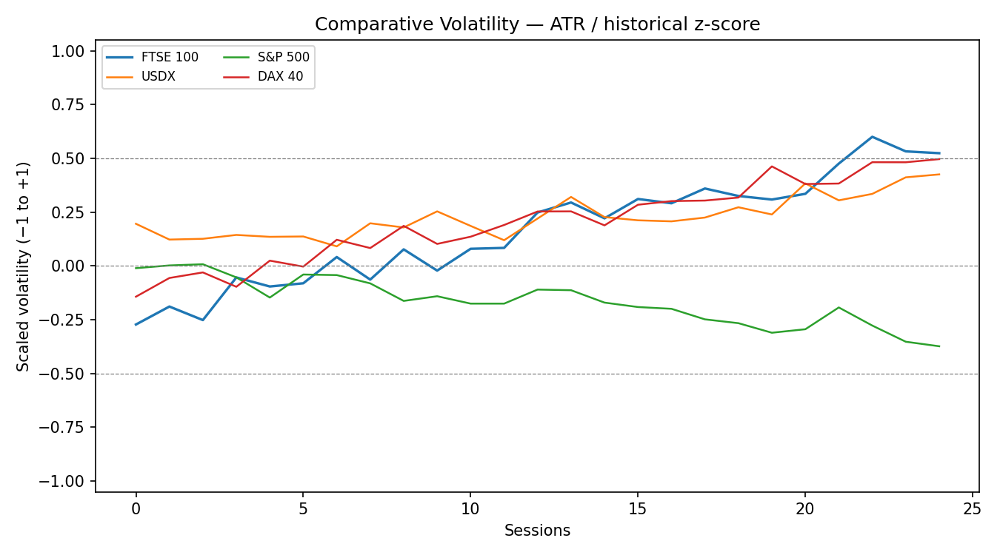 Comparative Volatility — ATR / historical z-score
FTSE 100
USDX
S&P 500
DAX 40
Scaled volatility (−1 to +1)
1.00
0.75
0.50
0.25
0.00
−0.25
−0.50
−0.75
−1.00
0
5
10
15
20
25
Sessions